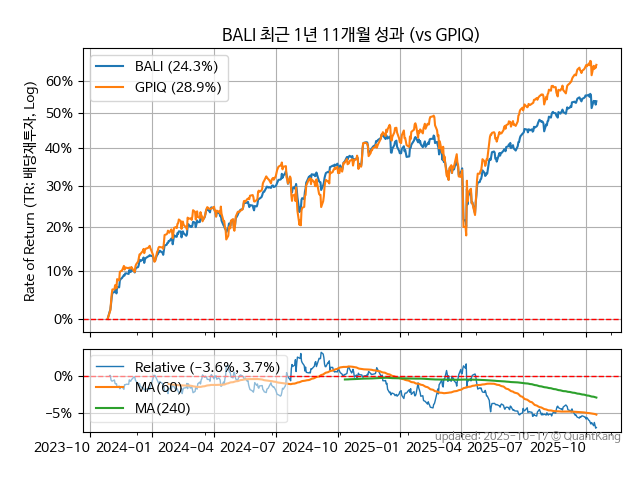 BALI 최근 1년 11개월 성과 (vs GPIQ)
Rate of Return (TR: 배당재투자, Log)
BALI (24.3%)
GPIQ (28.9%)
60%
50%
40%
30%
20%
10%
0%
Relative (−3.6%, 3.7%)
MA(60)
MA(240)
0%
−5%
2023−10 2024−01 2024−04 2024−07 2024−10 2025−01 2025−04 2025−07 2025−10
updated: 2025-10-17 © QuantKang